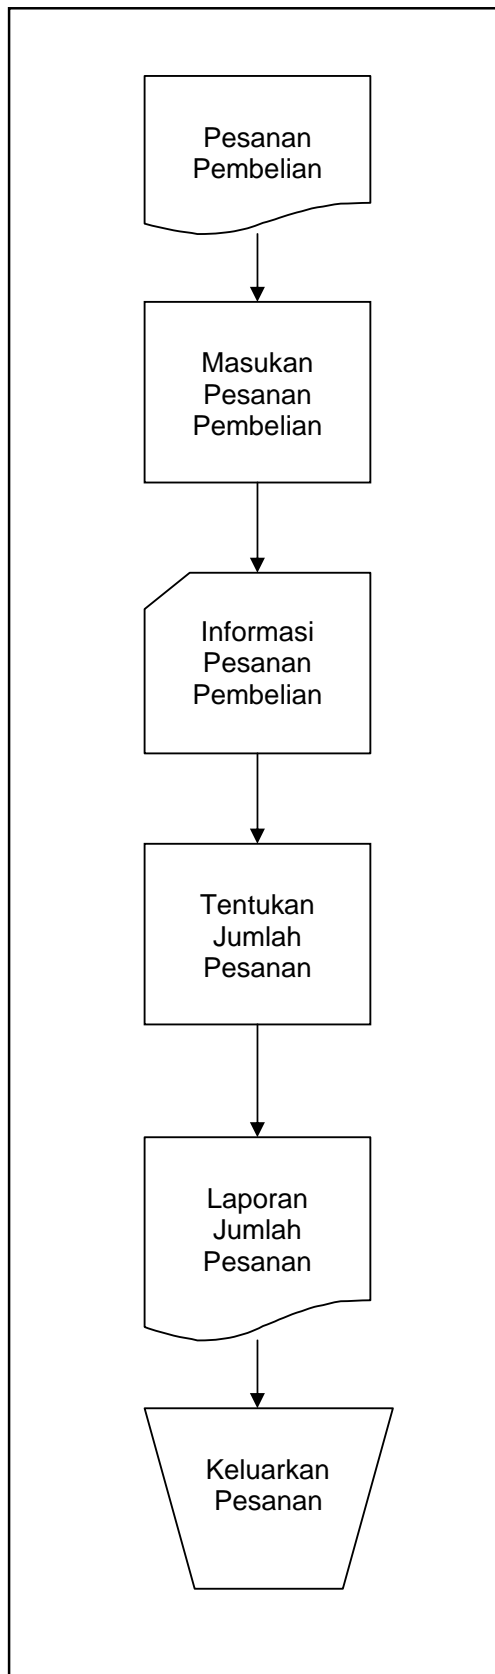 Pesanan
Pembelian
Masukan
Pesanan
Pembelian
Informasi
Pesanan
Pembelian
Tentukan
Jumlah
Pesanan
Laporan
Jumlah
Pesanan
Keluarkan
Pesanan